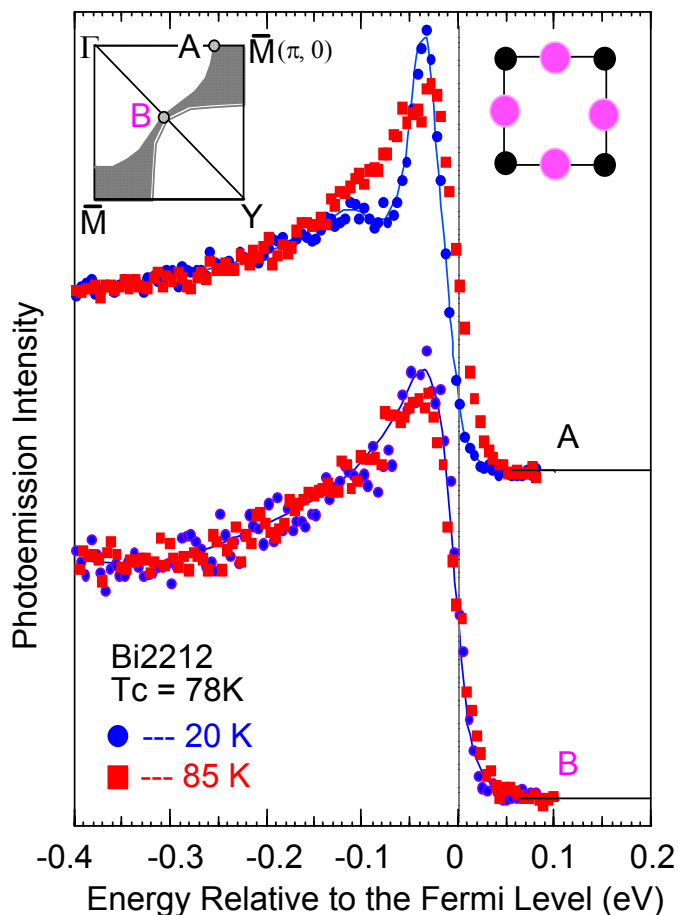 Γ
A
M̄(π, 0)
B
M̄
Y
Photoemission Intensity
A
Bi2212
Tc = 78K
--- 20 K
--- 85 K
B
-0.4 -0.3 -0.2 -0.1 0 0.1 0.2
Energy Relative to the Fermi Level (eV)